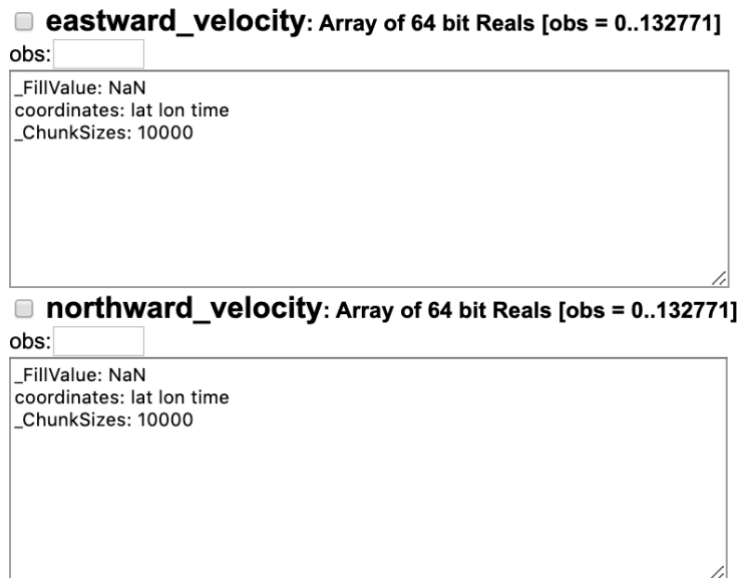 eastward_velocity: Array of 64 bit Reals [obs = 0..132771]
obs:
_FillValue: NaN
coordinates: lat lon time
_ChunkSizes: 10000
northward_velocity: Array of 64 bit Reals [obs = 0..132771]
obs:
_FillValue: NaN
coordinates: lat lon time
_ChunkSizes: 10000